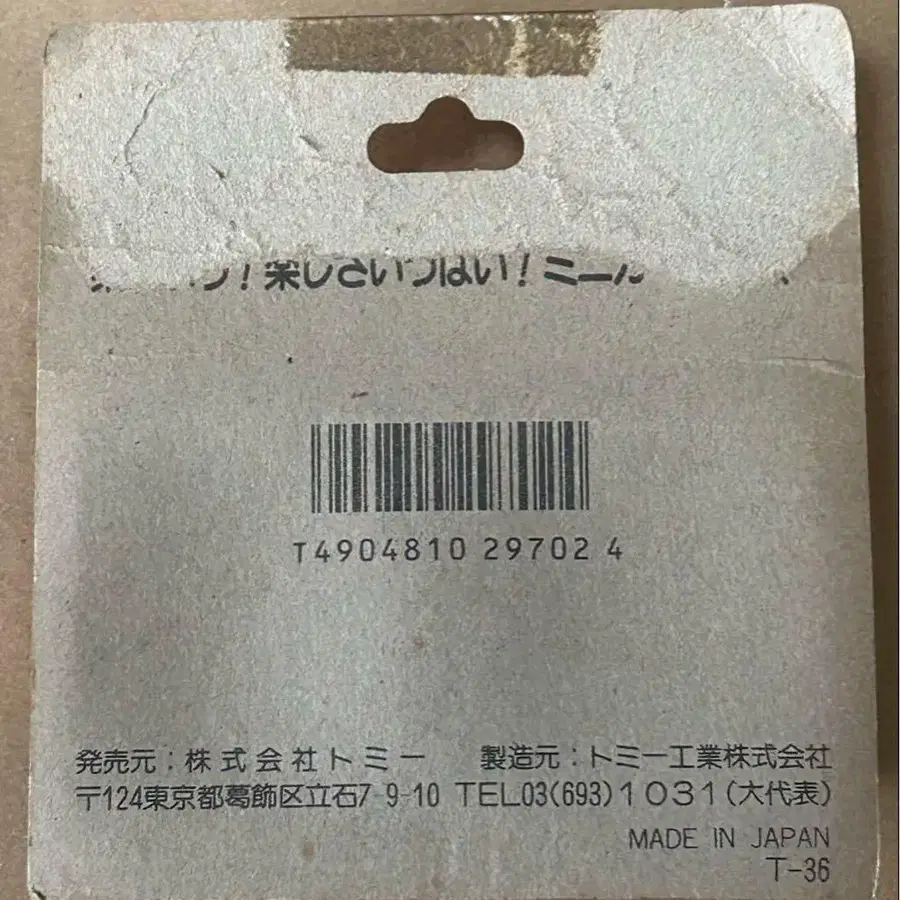 ！楽しさいっぱい！ミニカ
T4904810 29702 4
発売元：株式会社トミー 製造元：トミー工業株式会社
〒124東京都葛飾区立石7-9-10 TEL03(693)1031(大代表)
MADE IN JAPAN
T-36